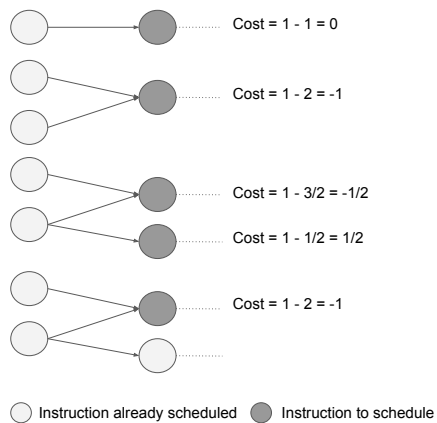 Cost = 1 - 1 = 0
Cost = 1 - 2 = -1
Cost = 1 - 3/2 = -1/2
Cost = 1 - 1/2 = 1/2
Cost = 1 - 2 = -1
Instruction already scheduled Instruction to schedule